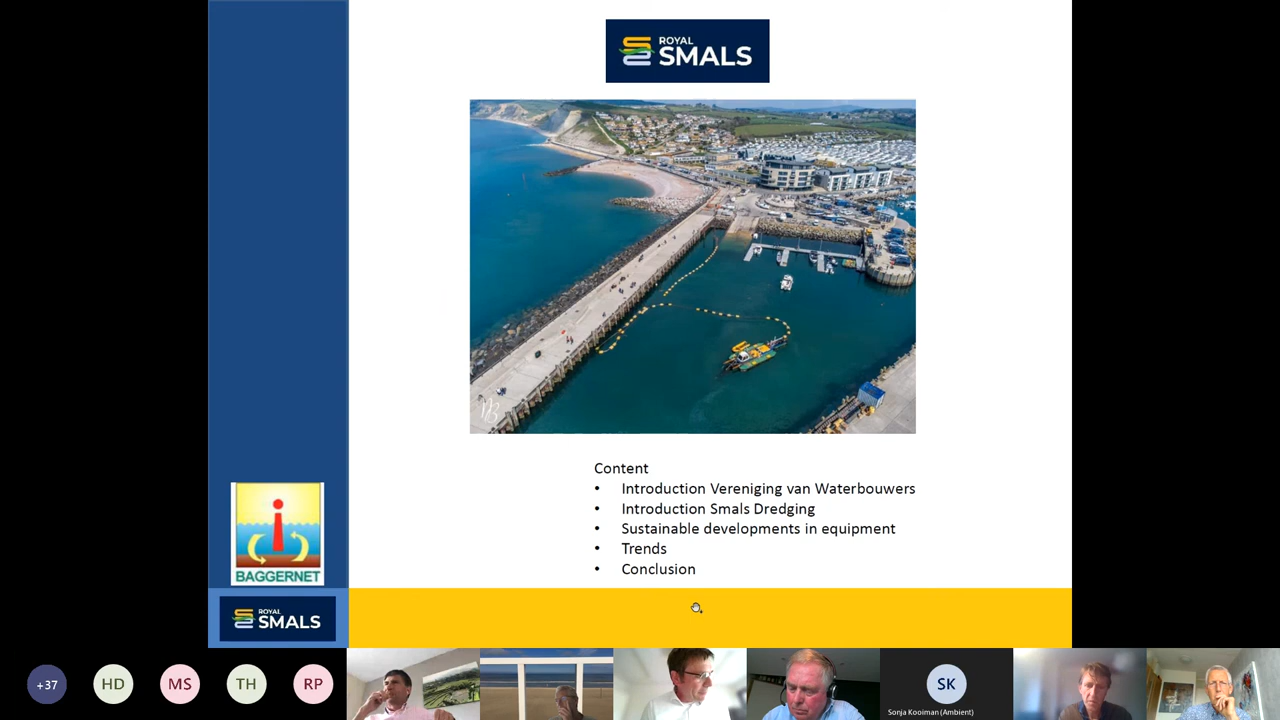 ROYAL
SMALS
Content
• Introduction Vereniging van Waterbouwers
• Introduction Smals Dredging
• Sustainable developments in equipment
• Trends
• Conclusion
BAGGERNET
ROYAL
SMALS
+37
HD
MS
TH
RP
SK
Sonja Kooiman (Ambient)